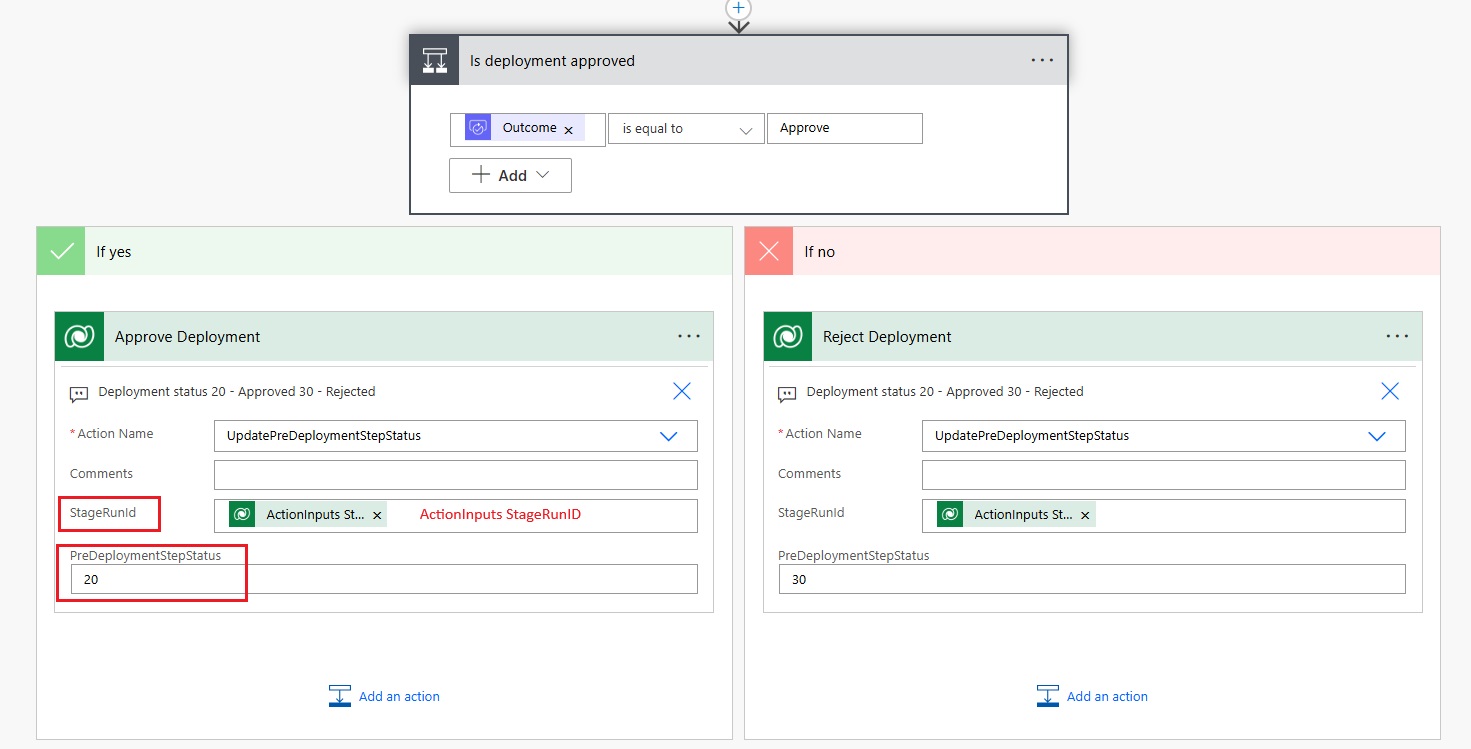 Is deployment approved
Outcome is equal to Approve
Add
If yes
Approve Deployment
Deployment status 20 - Approved 30 - Rejected
* Action Name UpdatePreDeploymentStepStatus
Comments
StageRunId ActionInputs St... ActionInputs StageRunID
PreDeploymentStepStatus
20
Add an action
If no
Reject Deployment
Deployment status 20 - Approved 30 - Rejected
* Action Name UpdatePreDeploymentStepStatus
Comments
StageRunId ActionInputs St...
PreDeploymentStepStatus
30
Add an action